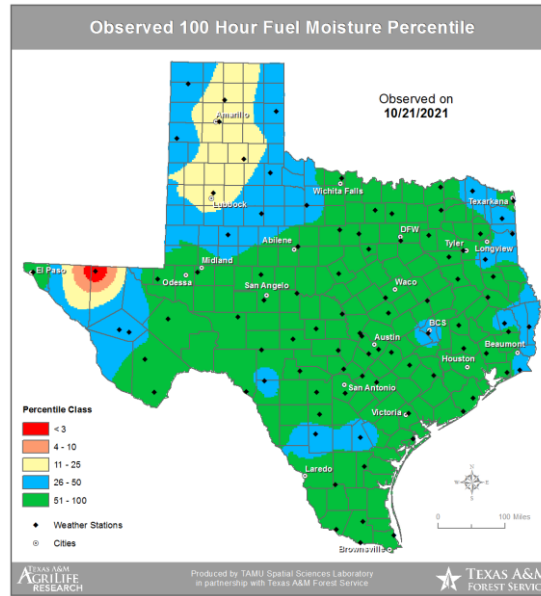 Observed 100 Hour Fuel Moisture Percentile
Observed on
10/21/2021
Amarillo
Lubbock
Wichita Falls
Texarkana
DFW
Tyler
Longview
Abilene
Midland
El Paso
Odessa
San Angelo
Waco
BCS
Austin
Beaumont
Houston
San Antonio
Victoria
Laredo
Brownsville
Percentile Class
< 3
4 - 10
11 - 25
26 - 50
51 - 100
Weather Stations
Cities
N
W
E
S
0
100 Miles
TEXAS A&M
AGRILIFE
RESEARCH
Produced by TAMU Spatial Sciences Laboratory
in partnership with Texas A&M Forest Service
TEXAS A&M
FOREST SERVICE